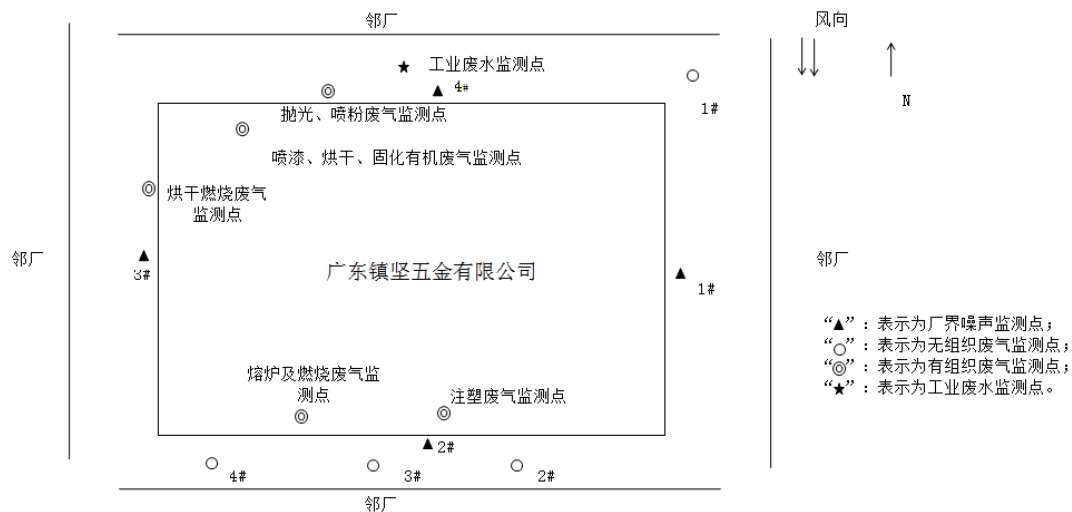 邻厂
风向
工业废水监测点
4#
1#
N
抛光、喷粉废气监测点
喷漆、烘干、固化有机废气监测点
烘干燃烧废气
监测点
邻厂
3#
广东镇坚五金有限公司
1#
邻厂
“▲”：表示为厂界噪声监测点；
“○”：表示为无组织废气监测点；
“◎”：表示为有组织废气监测点；
“★”：表示为工业废水监测点。
熔炉及燃烧废气监
测点
注塑废气监测点
2#
4#
3#
2#
邻厂